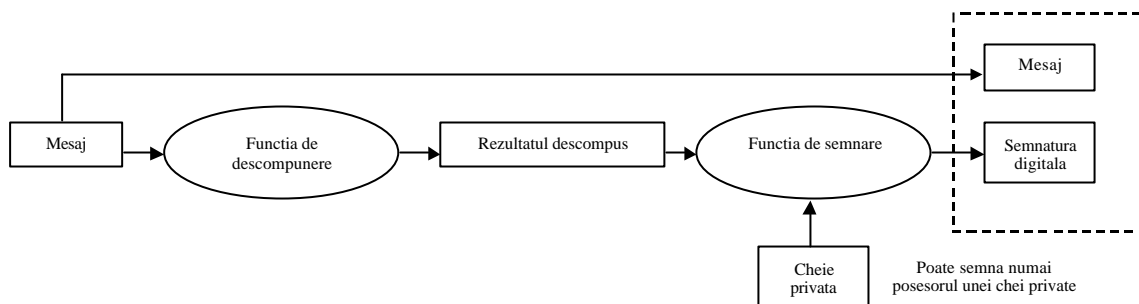 Mesaj
Mesaj
Functia de
descompunere
Rezultatul descompus
Functia de semnare
Semnatura
digitala
Cheie
privata
Poate semna numai
posesorul unei chei private